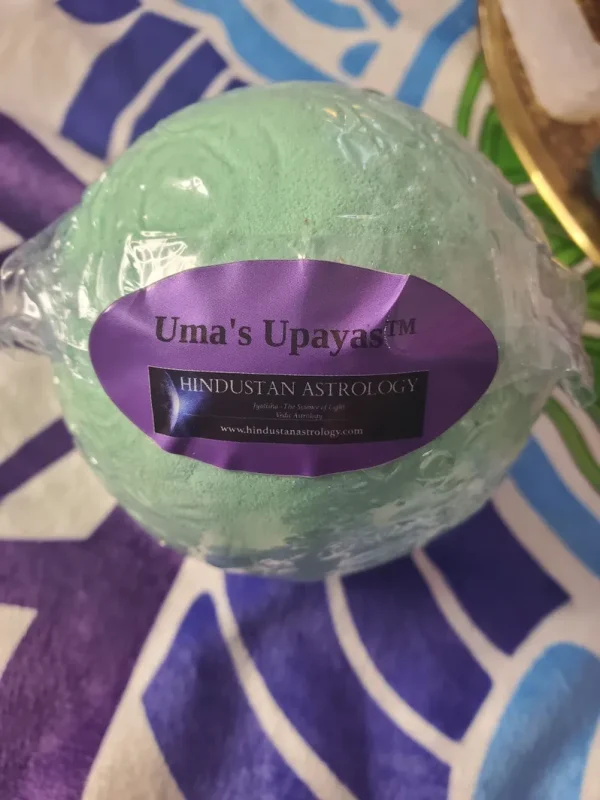 Uma's Upayas™
HINDUSTAN ASTROLOGY
Jyotisha - The Science of Light
Vedic Astrology
www.hindustanastrology.com